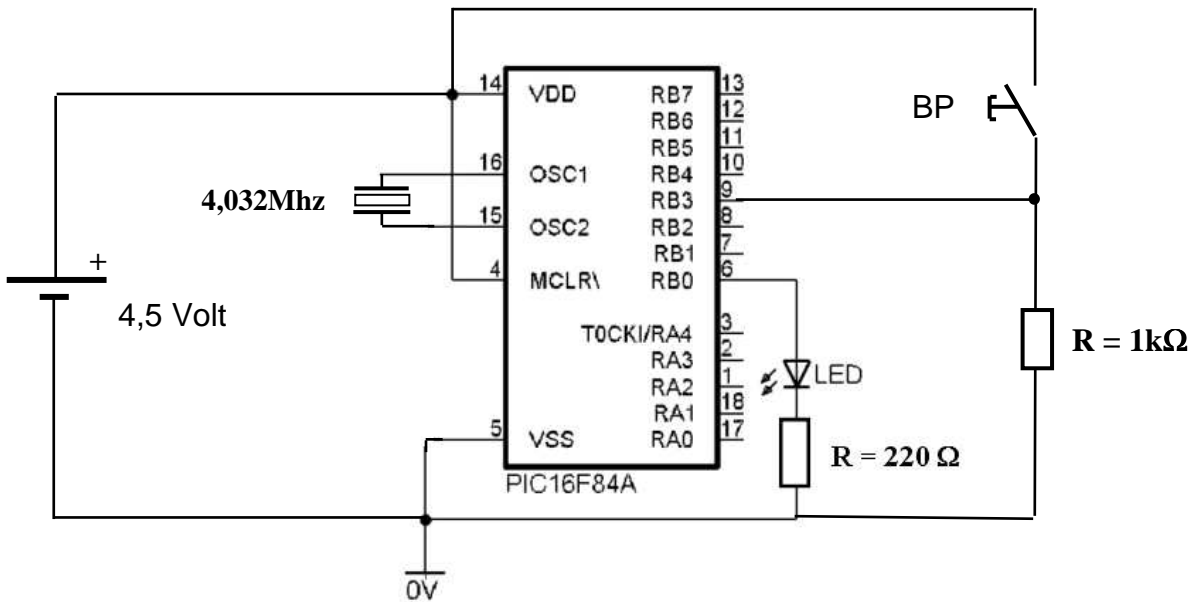 14
VDD
RB7
13
RB6
12
RB5
11
16
OSC1
RB4
10
4,032Mhz
RB3
9
15
OSC2
RB2
8
RB1
7
+
4
MCLR\
RB0
6
BP
4,5 Volt
T0CKI/RA4
3
RA3
2
RA2
1
LED
RA1
18
5
VSS
RA0
17
R = 1kΩ
R = 220 Ω
PIC16F84A
0V